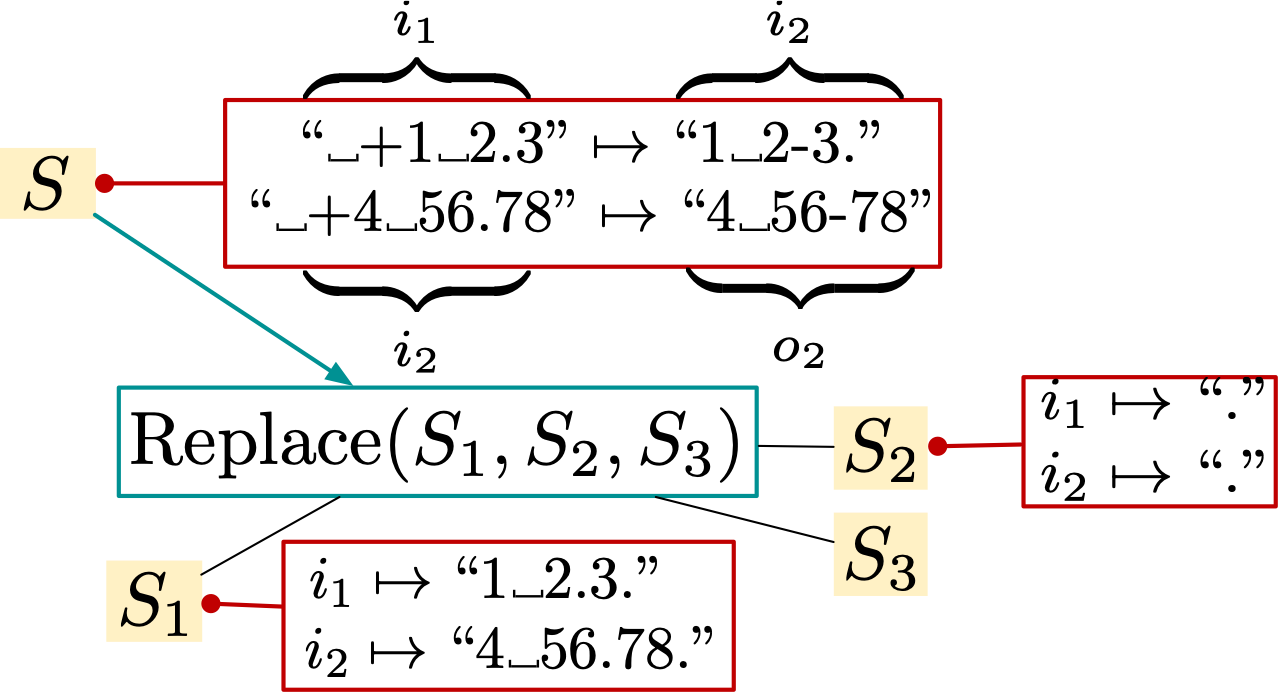 i₁ i₂
“␣+1␣2.3” ↦ “1␣2-3.”
S
“␣+4␣56.78” ↦ “4␣56-78”
i₂ o₂
Replace(S₁, S₂, S₃)
S₂
i₁ ↦ “.”
i₂ ↦ “.”
S₃
S₁
i₁ ↦ “1␣2.3.”
i₂ ↦ “4␣56.78.”